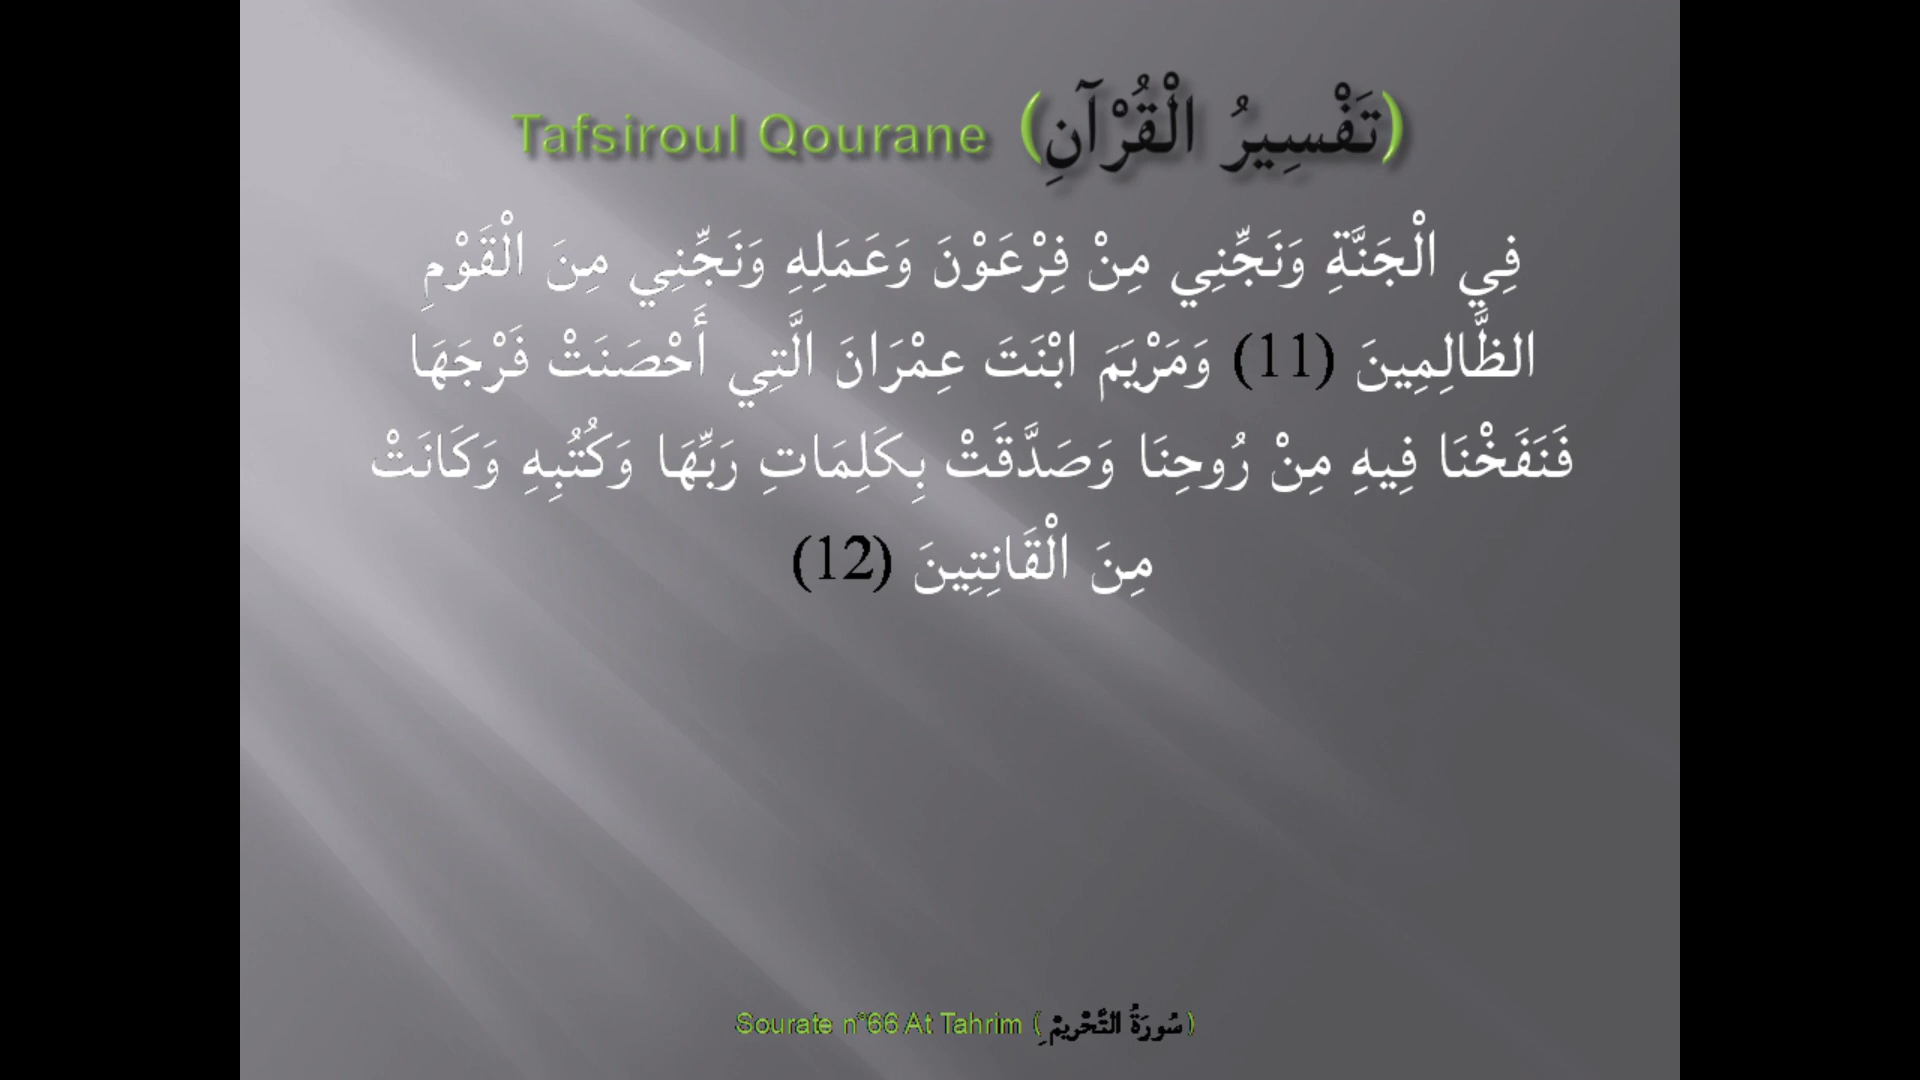 Tafsiroul Qourane (تَفْسِيرُ الْقُرْآنِ)
فِي الْجَنَّةِ وَنَجِّنِي مِنْ فِرْعَوْنَ وَعَمَلِهِ وَنَجِّنِي مِنَ الْقَوْمِ
الظَّالِمِينَ (11) وَمَرْيَمَ ابْنَتَ عِمْرَانَ الَّتِي أَحْصَنَتْ فَرْجَهَا
فَنَفَخْنَا فِيهِ مِنْ رُوحِنَا وَصَدَّقَتْ بِكَلِمَاتِ رَبِّهَا وَكُتُبِهِ وَكَانَتْ
مِنَ الْقَانِتِينَ (12)
Sourate n°66 At Tahrim (سُورَةُ التَّحْرِيمْ)